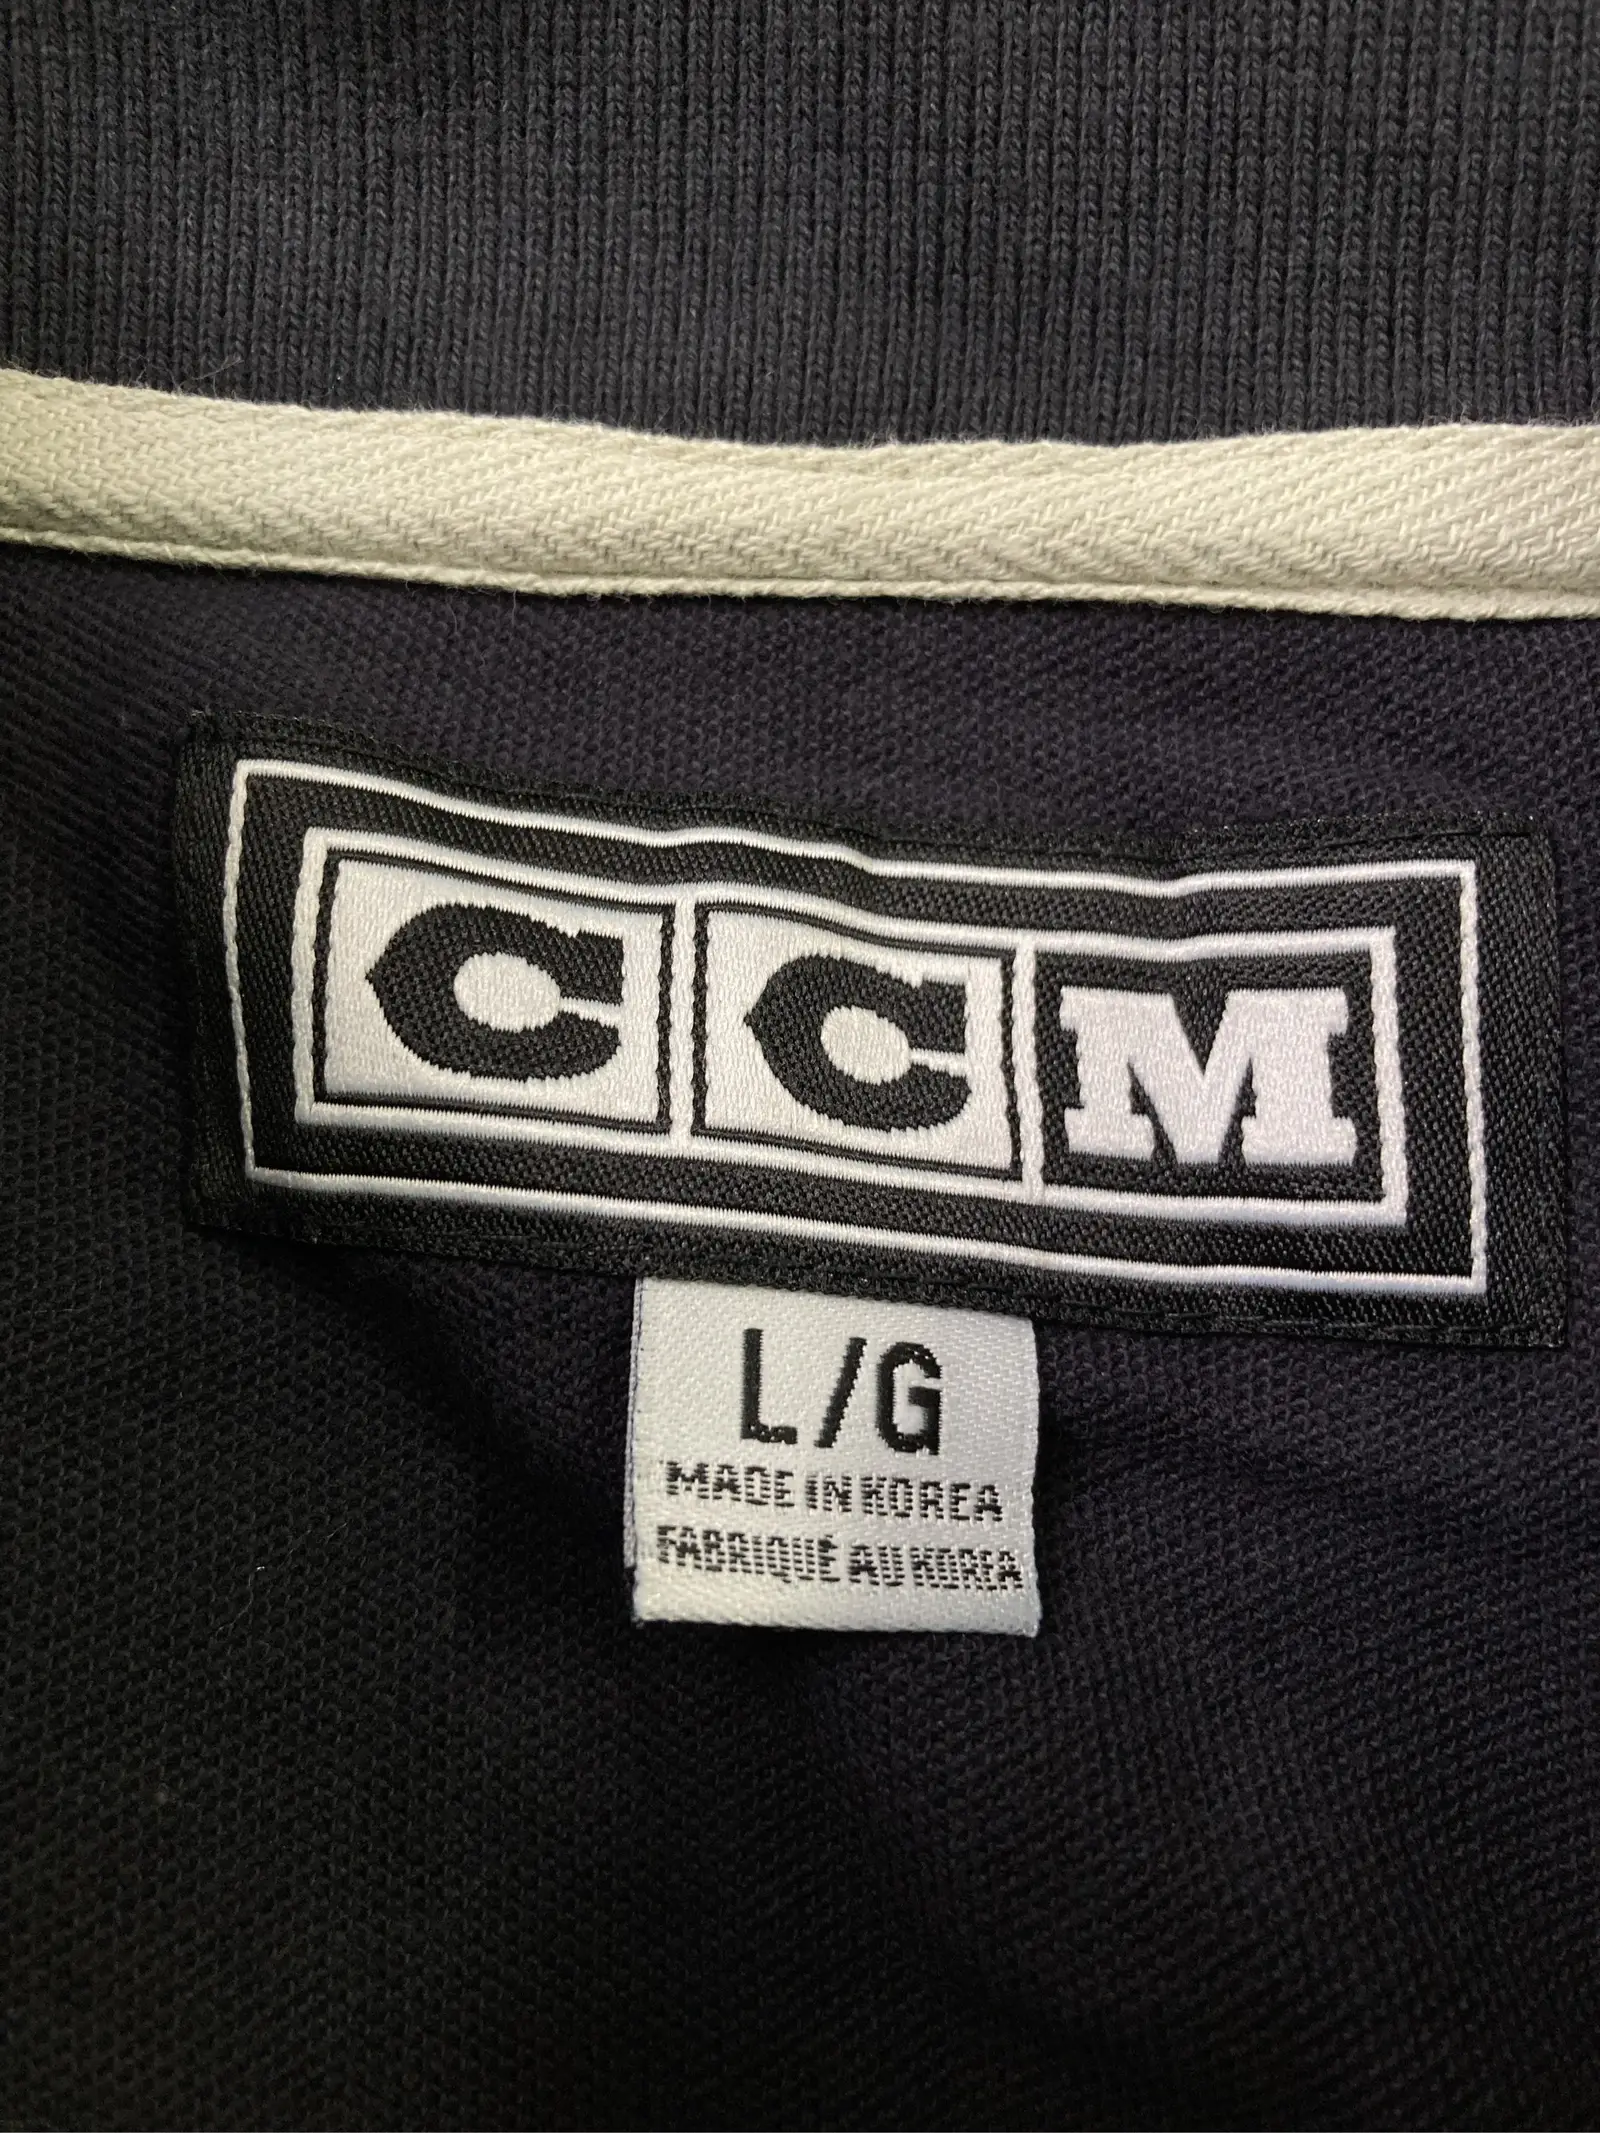 CCM
L/G
MADE IN KOREA
FABRIQUÉ AU KOREA